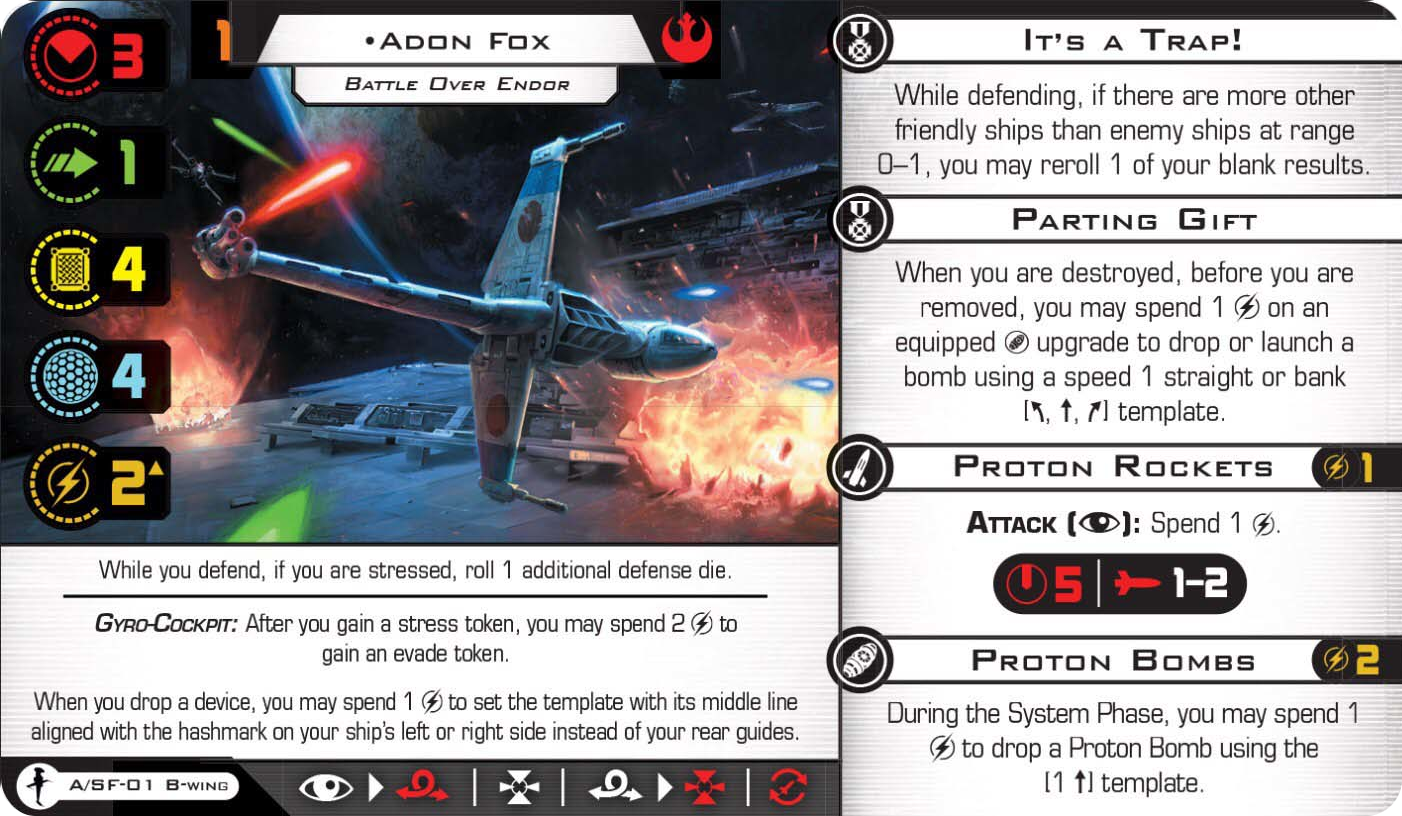 3
1
•Adon Fox
Battle Over Endor
1
4
4
2
While you defend, if you are stressed, roll 1 additional defense die.
Gyro-Cockpit: After you gain a stress token, you may spend 2 to
gain an evade token.
When you drop a device, you may spend 1 to set the template with its middle line
aligned with the hashmark on your ship's left or right side instead of your rear guides.
A/SF-01 B-wing
It's a Trap!
While defending, if there are more other
friendly ships than enemy ships at range
0–1, you may reroll 1 of your blank results.
Parting Gift
When you are destroyed, before you are
removed, you may spend 1 on an
equipped upgrade to drop or launch a
bomb using a speed 1 straight or bank
[↖, ↑, ↗] template.
Proton Rockets
1
Attack (): Spend 1 .
5 | 1–2
Proton Bombs
2
During the System Phase, you may spend 1
to drop a Proton Bomb using the
[1 ↑] template.